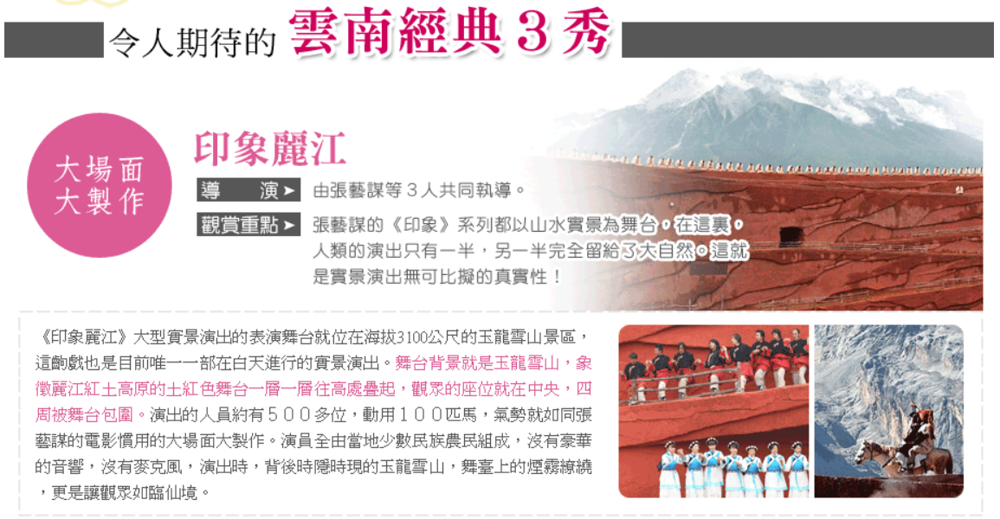 令人期待的 雲南經典３秀
大場面
大製作
印象麗江
導　演➤ 由張藝謀等３人共同執導。
觀賞重點➤ 張藝謀的《印象》系列都以山水實景為舞台，在這裏，
人類的演出只有一半，另一半完全留給了大自然。這就
是實景演出無可比擬的真實性！
《印象麗江》大型實景演出的表演舞台就位在海拔3100公尺的玉龍雪山景區，
這齣戲也是目前唯一一部在白天進行的實景演出。舞台背景就是玉龍雪山，象
徵麗江紅土高原的土紅色舞台一層一層往高處疊起，觀眾的座位就在中央，四
周被舞台包圍。演出的人員約有５００多位，動用１００匹馬，氣勢就如同張
藝謀的電影慣用的大場面大製作。演員全由當地少數民族農民組成，沒有豪華
的音響，沒有麥克風，演出時，背後時隱時現的玉龍雪山，舞臺上的煙霧繚繞
，更是讓觀眾如臨仙境。